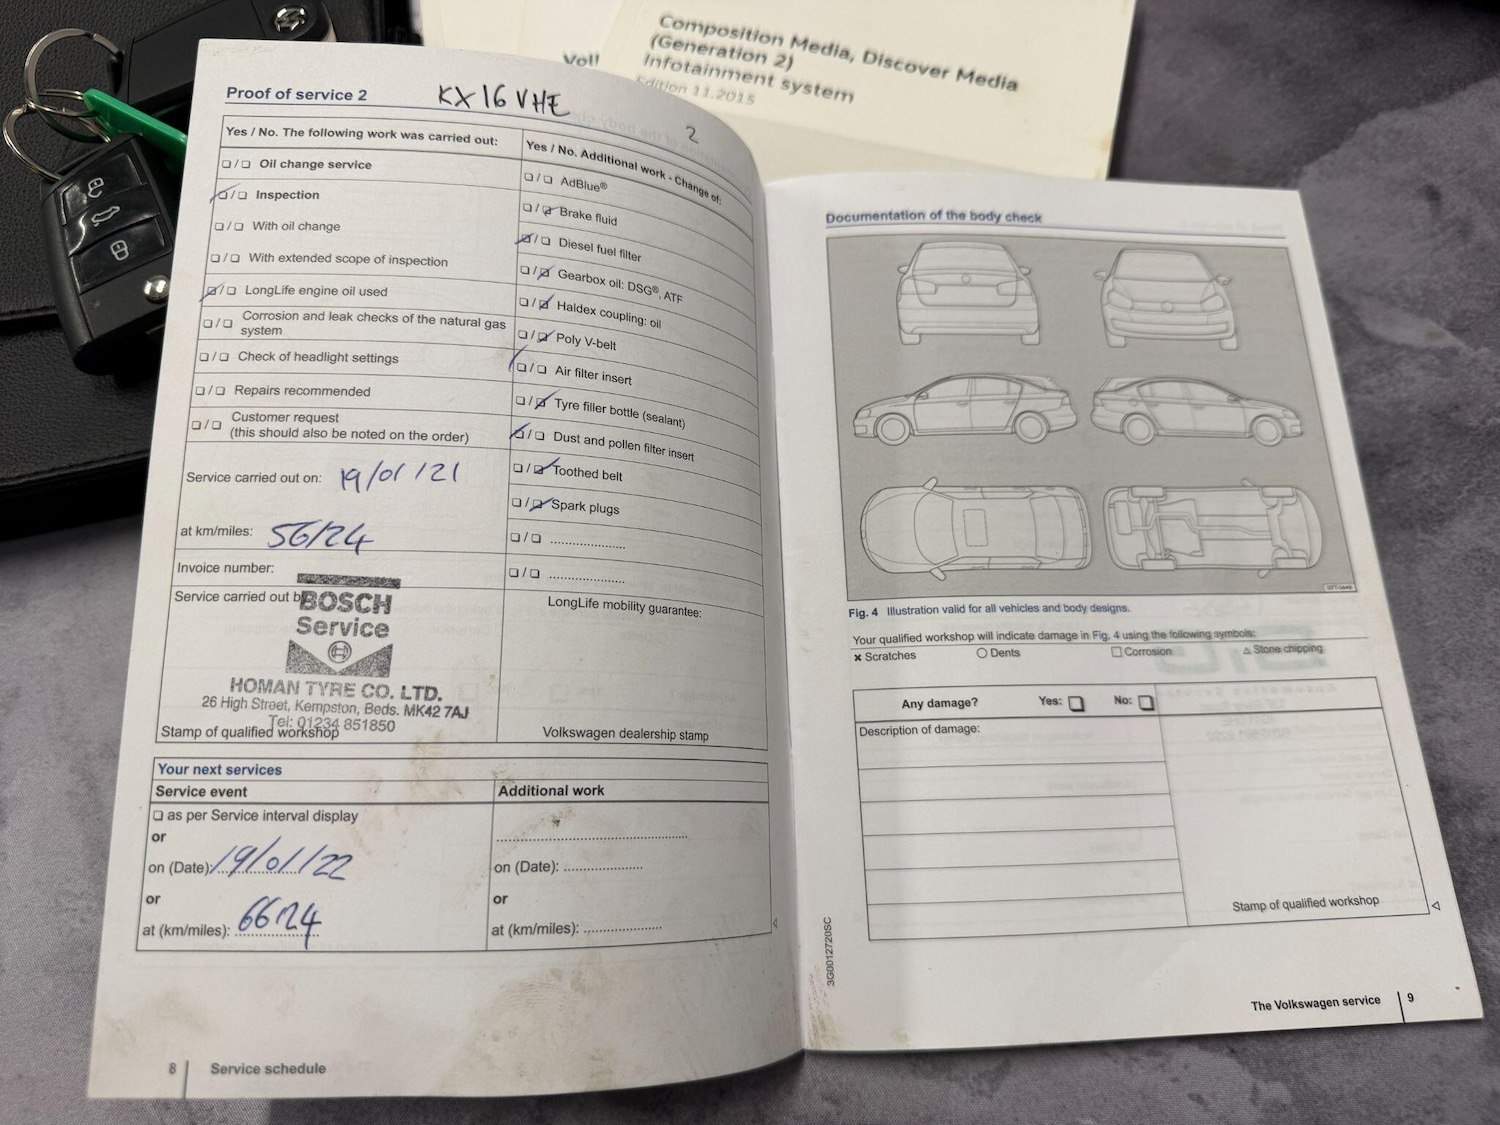 Composition Media, Discover Media
(Generation 2)
Infotainment system
Edition 11.2015
Proof of service 2
KX16 VHE
2
Yes / No. The following work was carried out:
❏/❏ Oil change service
❏/❏ Inspection
❏/❏ With oil change
❏/❏ With extended scope of inspection
❏/❏ LongLife engine oil used
❏/❏ Corrosion and leak checks of the natural gas
system
❏/❏ Check of headlight settings
❏/❏ Repairs recommended
❏/❏ Customer request
(this should also be noted on the order)
Service carried out on: 19/01/21
at km/miles: 56124
Invoice number:
Service carried out by
BOSCH
Service
HOMAN TYRE CO. LTD.
26 High Street, Kempston, Beds. MK42 7AJ
Tel: 01234 851850
Stamp of qualified workshop
Yes / No. Additional work - Change of:
❏/❏ AdBlue®
❏/❏ Brake fluid
❏/❏ Diesel fuel filter
❏/❏ Gearbox oil: DSG®, ATF
❏/❏ Haldex coupling: oil
❏/❏ Poly V-belt
❏/❏ Air filter insert
❏/❏ Tyre filler bottle (sealant)
❏/❏ Dust and pollen filter insert
❏/❏ Toothed belt
❏/❏ Spark plugs
❏/❏ .....................
❏/❏ .....................
LongLife mobility guarantee:
Volkswagen dealership stamp
Your next services
Service event
❏ as per Service interval display
or
on (Date): 19/01/22
or
at (km/miles): 66124
Additional work
on (Date): .....................
or
at (km/miles): .....................
8 Service schedule
Documentation of the body check
Fig. 4 Illustration valid for all vehicles and body designs.
Your qualified workshop will indicate damage in Fig. 4 using the following symbols:
✖ Scratches ○ Dents □ Corrosion △ Stone chipping
Any damage? Yes: ❏ No: ❏
Description of damage:
Stamp of qualified workshop
3G0012720SC
The Volkswagen service 9